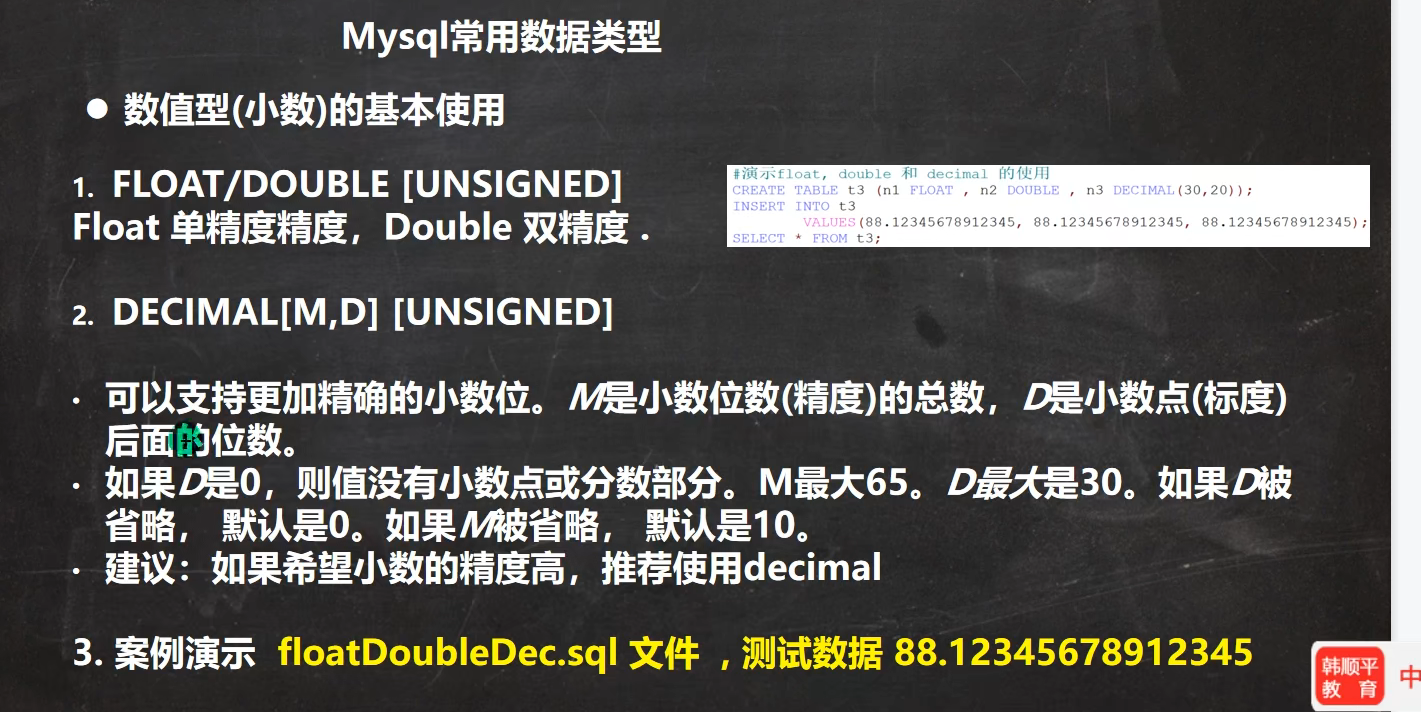 Mysql常用数据类型
● 数值型(小数)的基本使用
1. FLOAT/DOUBLE [UNSIGNED]
Float 单精度精度，Double 双精度 .
#演示float, double 和 decimal 的使用
CREATE TABLE t3 (n1 FLOAT , n2 DOUBLE , n3 DECIMAL(30,20));
INSERT INTO t3
VALUES(88.12345678912345, 88.12345678912345, 88.12345678912345);
SELECT * FROM t3;
2. DECIMAL[M,D] [UNSIGNED]
· 可以支持更加精确的小数位。M是小数位数(精度)的总数，D是小数点(标度)
后面的位数。
· 如果D是0，则值没有小数点或分数部分。M最大65。D最大是30。如果D被
省略， 默认是0。如果M被省略， 默认是10。
· 建议：如果希望小数的精度高，推荐使用decimal
3. 案例演示 floatDoubleDec.sql 文件 , 测试数据 88.12345678912345
韩顺平
教 育
中